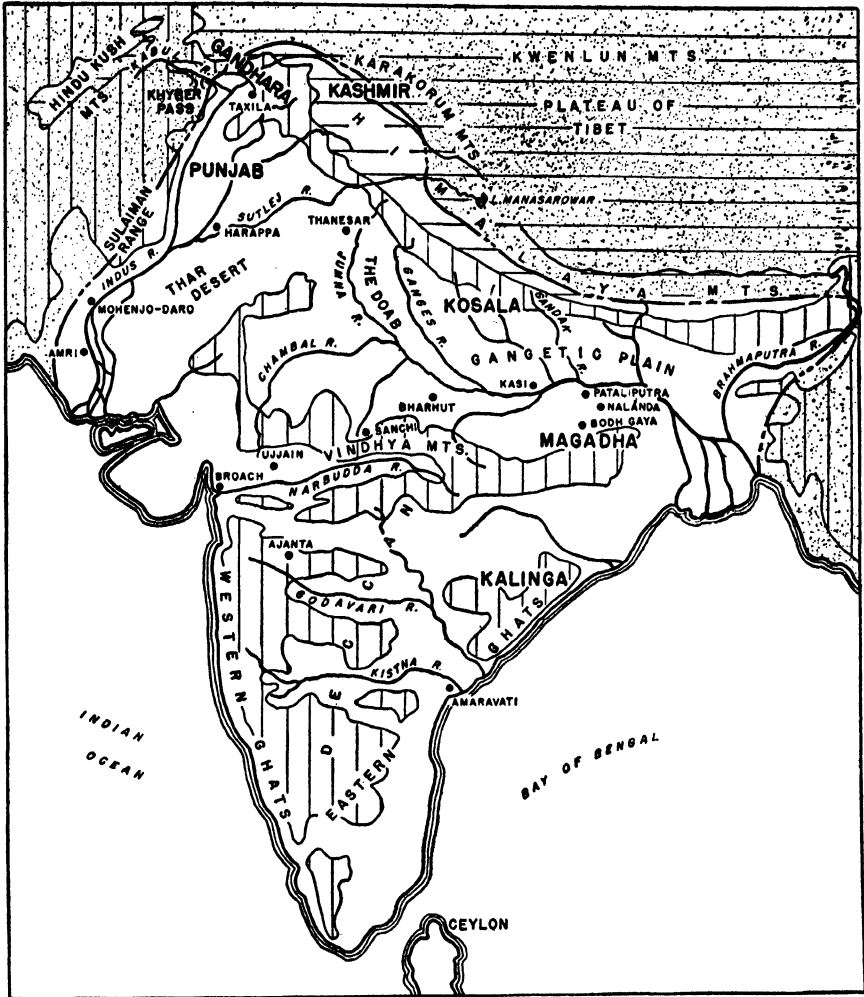 HINDU KUSH
MTS.
KABUL R.
GANDHARA
KHYBER
PASS
TAXILA
KASHMIR
KARAKORUM MTS.
KWENLUN MTS.
PLATEAU OF
TIBET
HIMALAYA MTS.
PUNJAB
L. MANASAROWAR
SULAIMAN
RANGE
SUTLEJ R.
HARAPPA
THANESAR
INDUS R.
THAR
DESERT
MOHENJO-DARO
JUMNA R.
THE DOAB
GANGES R.
KOSALA
GANDAK R.
AMRI
CHAMBAL R.
GANGETIC PLAIN
BRAHMAPUTRA R.
KASI
PATALIPUTRA
BHARHUT
NALANDA
SANCHI
BODH GAYA
MAGADHA
UJJAIN
VINDHYA MTS.
BROACH
NARBUDDA R.
AJANTA
DECCAN
KALINGA
WESTERN GHATS
GODAVARI R.
EASTERN GHATS
KISTNA R.
AMARAVATI
INDIAN
OCEAN
BAY OF BENGAL
CEYLON